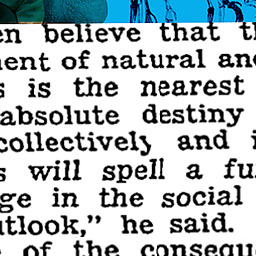 en believe that th
ment of natural and
s is the nearest
absolute destiny
collectively and i
s will spell a fu
ge in the social
utlook,” he said.
e of the consequ